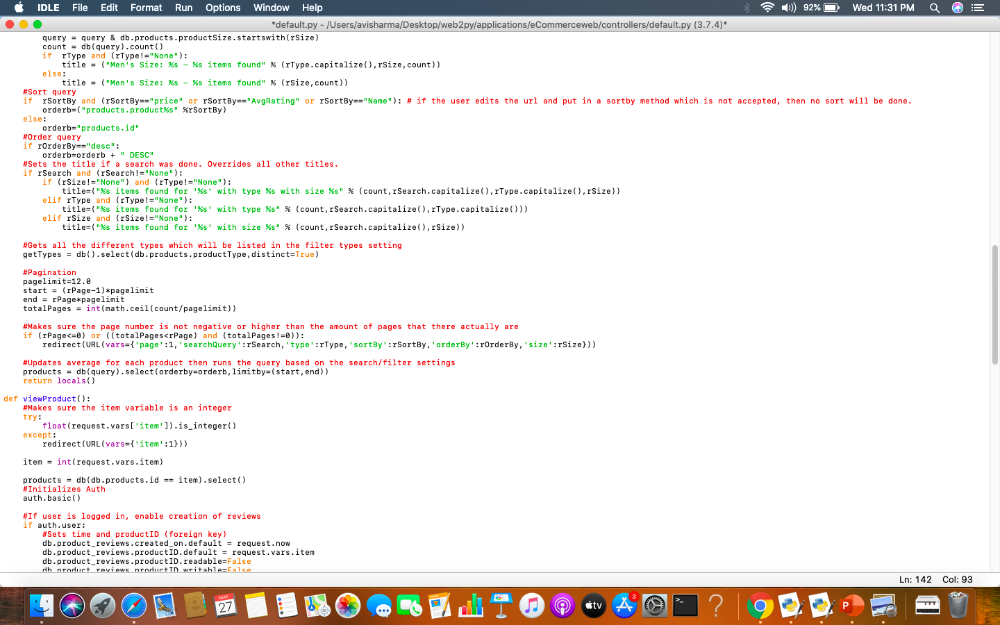 IDLE File Edit Format Run Options Window Help 92% Wed 11:31 PM
*default.py - /Users/avisharma/Desktop/web2py/applications/eCommerceweb/controllers/default.py (3.7.4)*
        query = query & db.products.productSize.startswith(rSize)
        count = db(query).count()
        if  rType and (rType!="None"):
            title = ("Men's Size: %s - %s items found" % (rType.capitalize(),rSize,count))
        else:
            title = ("Men's Size: %s - %s items found" % (rSize,count))
    #Sort query
    if  rSortBy and (rSortBy=="price" or rSortBy=="AvgRating" or rSortBy=="Name"): # if the user edits the url and put in a sortby method which is not accepted, then no sort will be done.
        orderb=("products.product%s" %rSortBy)
    else:
        orderb="products.id"
    #Order query
    if rOrderBy=="desc":
        orderb=orderb + " DESC"
    #Sets the title if a search was done. Overrides all other titles.
    if rSearch and (rSearch!="None"):
        if (rSize!="None") and (rType!="None"):
            title=("%s items found for '%s' with type %s with size %s" % (count,rSearch.capitalize(),rType.capitalize(),rSize))
        elif rType and (rType!="None"):
            title=("%s items found for '%s' with type %s" % (count,rSearch.capitalize(),rType.capitalize()))
        elif rSize and (rSize!="None"):
            title=("%s items found for '%s' with size %s" % (count,rSearch.capitalize(),rSize))
    #Gets all the different types which will be listed in the filter types setting
    getTypes = db().select(db.products.productType,distinct=True)
    #Pagination
    pagelimit=12.0
    start = (rPage-1)*pagelimit
    end = rPage*pagelimit
    totalPages = int(math.ceil(count/pagelimit))
    #Makes sure the page number is not negative or higher than the amount of pages that there actually are
    if (rPage<=0) or ((totalPages<rPage) and (totalPages!=0)):
        redirect(URL(vars={'page':1,'searchQuery':rSearch,'type':rType,'sortBy':rSortBy,'orderBy':rOrderBy,'size':rSize}))
    #Updates average for each product then runs the query based on the search/filter settings
    products = db(query).select(orderby=orderb,limitby=(start,end))
    return locals()
def viewProduct():
    #Makes sure the item variable is an integer
    try:
        float(request.vars['item']).is_integer()
    except:
        redirect(URL(vars={'item':1}))
    item = int(request.vars.item)
    products = db(db.products.id == item).select()
    #Initializes Auth
    auth.basic()
    #If user is logged in, enable creation of reviews
    if auth.user:
        #Sets time and productID (foreign key)
        db.product_reviews.created_on.default = request.now
        db.product_reviews.productID.default = request.vars.item
        db.product_reviews.productID.readable=False
        db.product_reviews.productID.writable=False
Ln: 142 Col: 93
MAY
27
3
tv
P